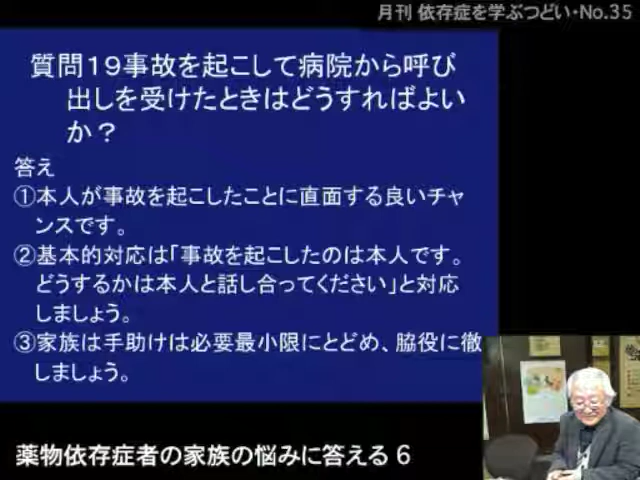 月刊 依存症を学ぶつどい・No.35
質問19事故を起こして病院から呼び
出しを受けたときはどうすればよい
か?
答え
①本人が事故を起こしたことに直面する良いチャ
ンスです。
②基本的対応は「事故を起こしたのは本人です。
どうするかは本人と話し合ってください」と対応
しましょう。
③家族は手助けは必要最小限にとどめ、脇役に徹
しましょう。
薬物依存症者の家族の悩みに答える 6